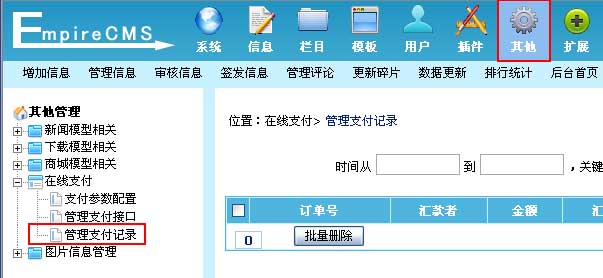 EmpireCMS
系统 信息 栏目 模板 用户 插件 其他 扩展
增加信息 管理信息 审核信息 签发信息 管理评论 更新碎片 数据更新 排行统计 后台首页
其他管理
新闻模型相关
下载模型相关
商城模型相关
在线支付
支付参数配置
管理支付接口
管理支付记录
图片信息管理
位置：在线支付> 管理支付记录
时间从 到 ，关键
订单号 汇款者 金额 汇
0 批量删除